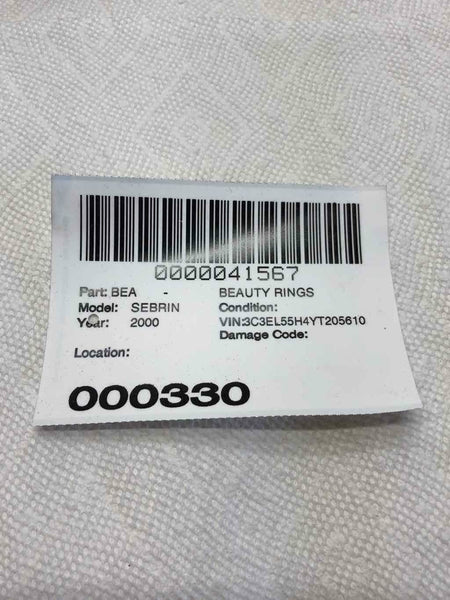 0000041567
Part: BEA - BEAUTY RINGS
Model: SEBRIN Condition:
Year: 2000 VIN:3C3EL55H4YT205610
Damage Code:
Location:
000330